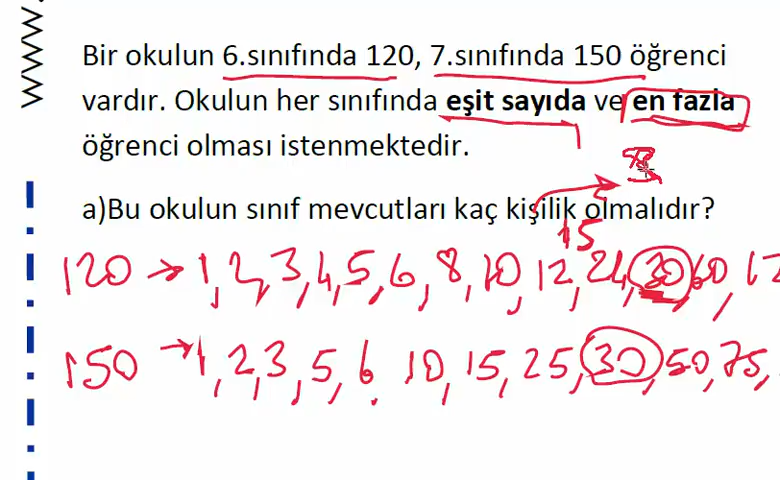 www.
Bir okulun 6.sınıfında 120, 7.sınıfında 150 öğrenci
vardır. Okulun her sınıfında eşit sayıda ve en fazla
öğrenci olması istenmektedir.
a)Bu okulun sınıf mevcutları kaç kişilik olmalıdır?
15
120 → 1, 2, 3, 4, 5, 6, 8, 10, 12, 24, 30, 60, 12
150 → 1, 2, 3, 5, 6, 10, 15, 25, 30, 50, 75,